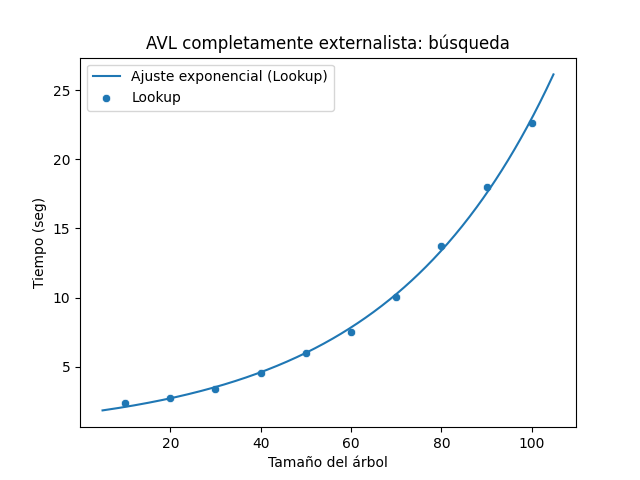 AVL completamente externalista: búsqueda
Ajuste exponencial (Lookup)
Lookup
Tiempo (seg)
25
20
15
10
5
20
40
60
80
100
Tamaño del árbol